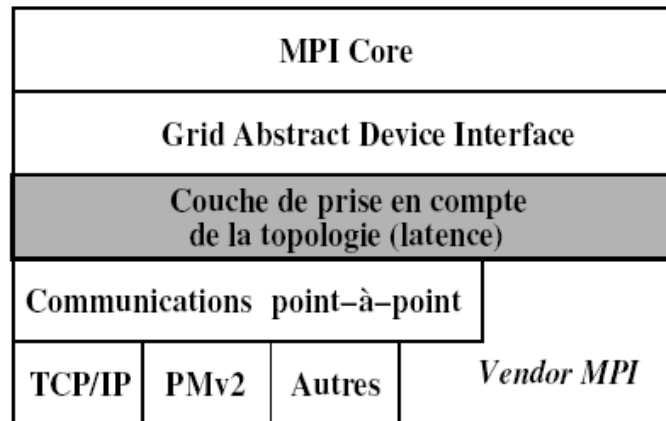 MPI Core
Grid Abstract Device Interface
Couche de prise en compte
de la topologie (latence)
Communications point–à–point
TCP/IP PMv2 Autres Vendor MPI